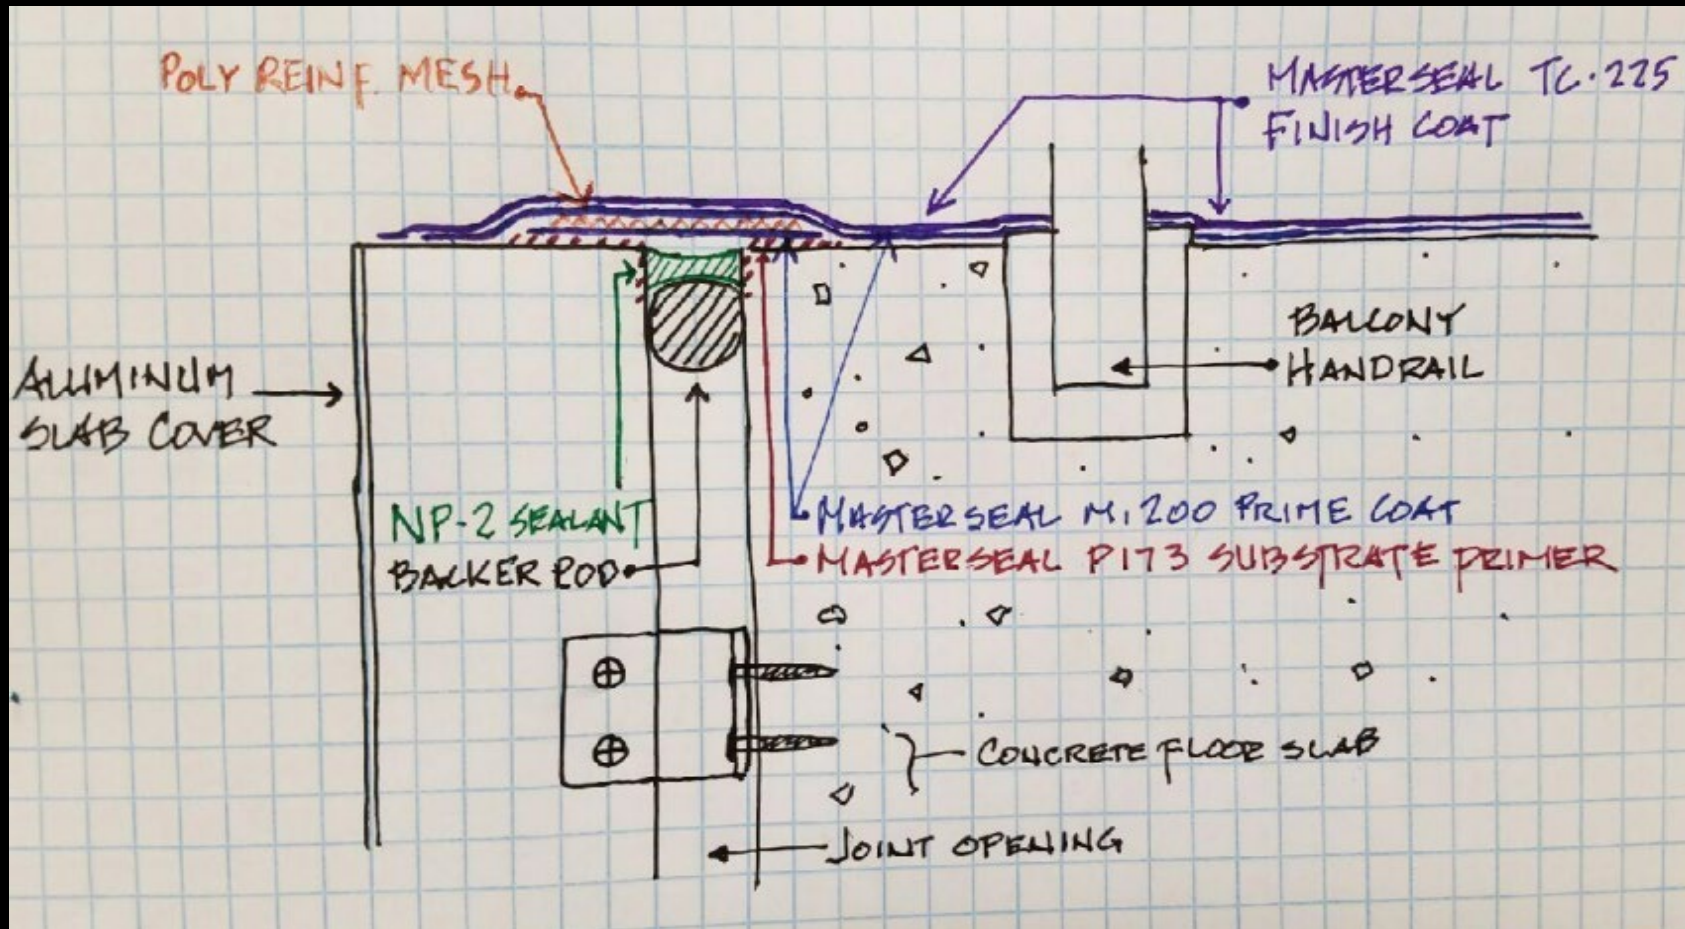 POLY REINF. MESH
MASTERSEAL TC·225
FINISH COAT
BALCONY
HANDRAIL
ALUMINUM
SLAB COVER
NP-2 SEALANT
BACKER ROD
MASTERSEAL M.200 PRIME COAT
MASTERSEAL P173 SUBSTRATE PRIMER
CONCRETE FLOOR SLAB
JOINT OPENING